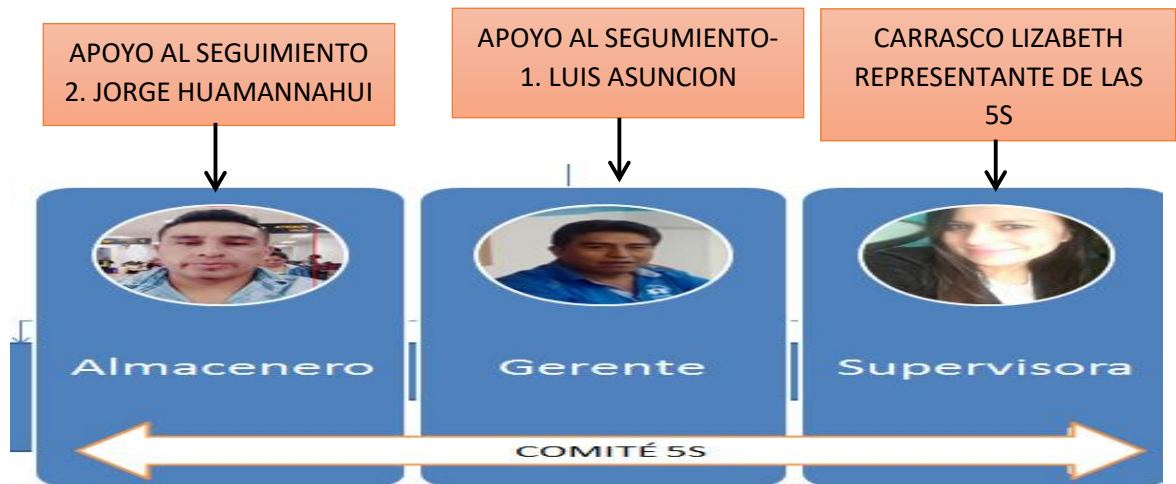 APOYO AL SEGUIMIENTO
2. JORGE HUAMANNAHUI
APOYO AL SEGUMIENTO-
1. LUIS ASUNCION
CARRASCO LIZABETH
REPRESENTANTE DE LAS
5S
Almacenero
Gerente
Supervisora
COMITÉ 5S